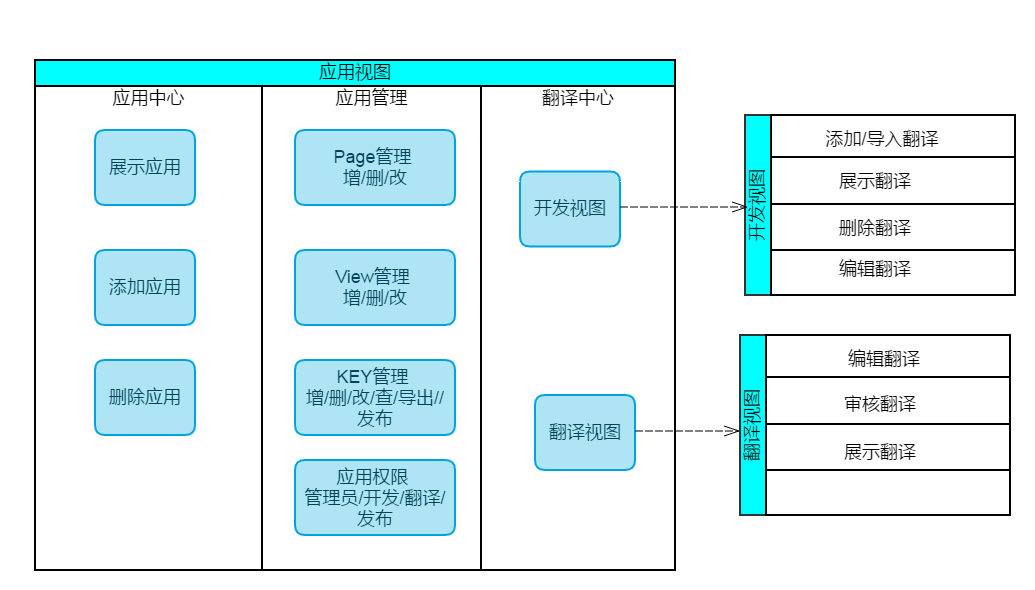 应用视图
应用中心
应用管理
翻译中心
展示应用
添加应用
删除应用
Page管理
增/删/改
View管理
增/删/改
KEY管理
增/删/改/查/导出//
发布
应用权限
管理员/开发/翻译/
发布
开发视图
翻译视图
开发视图
添加/导入翻译
展示翻译
删除翻译
编辑翻译
翻译视图
编辑翻译
审核翻译
展示翻译